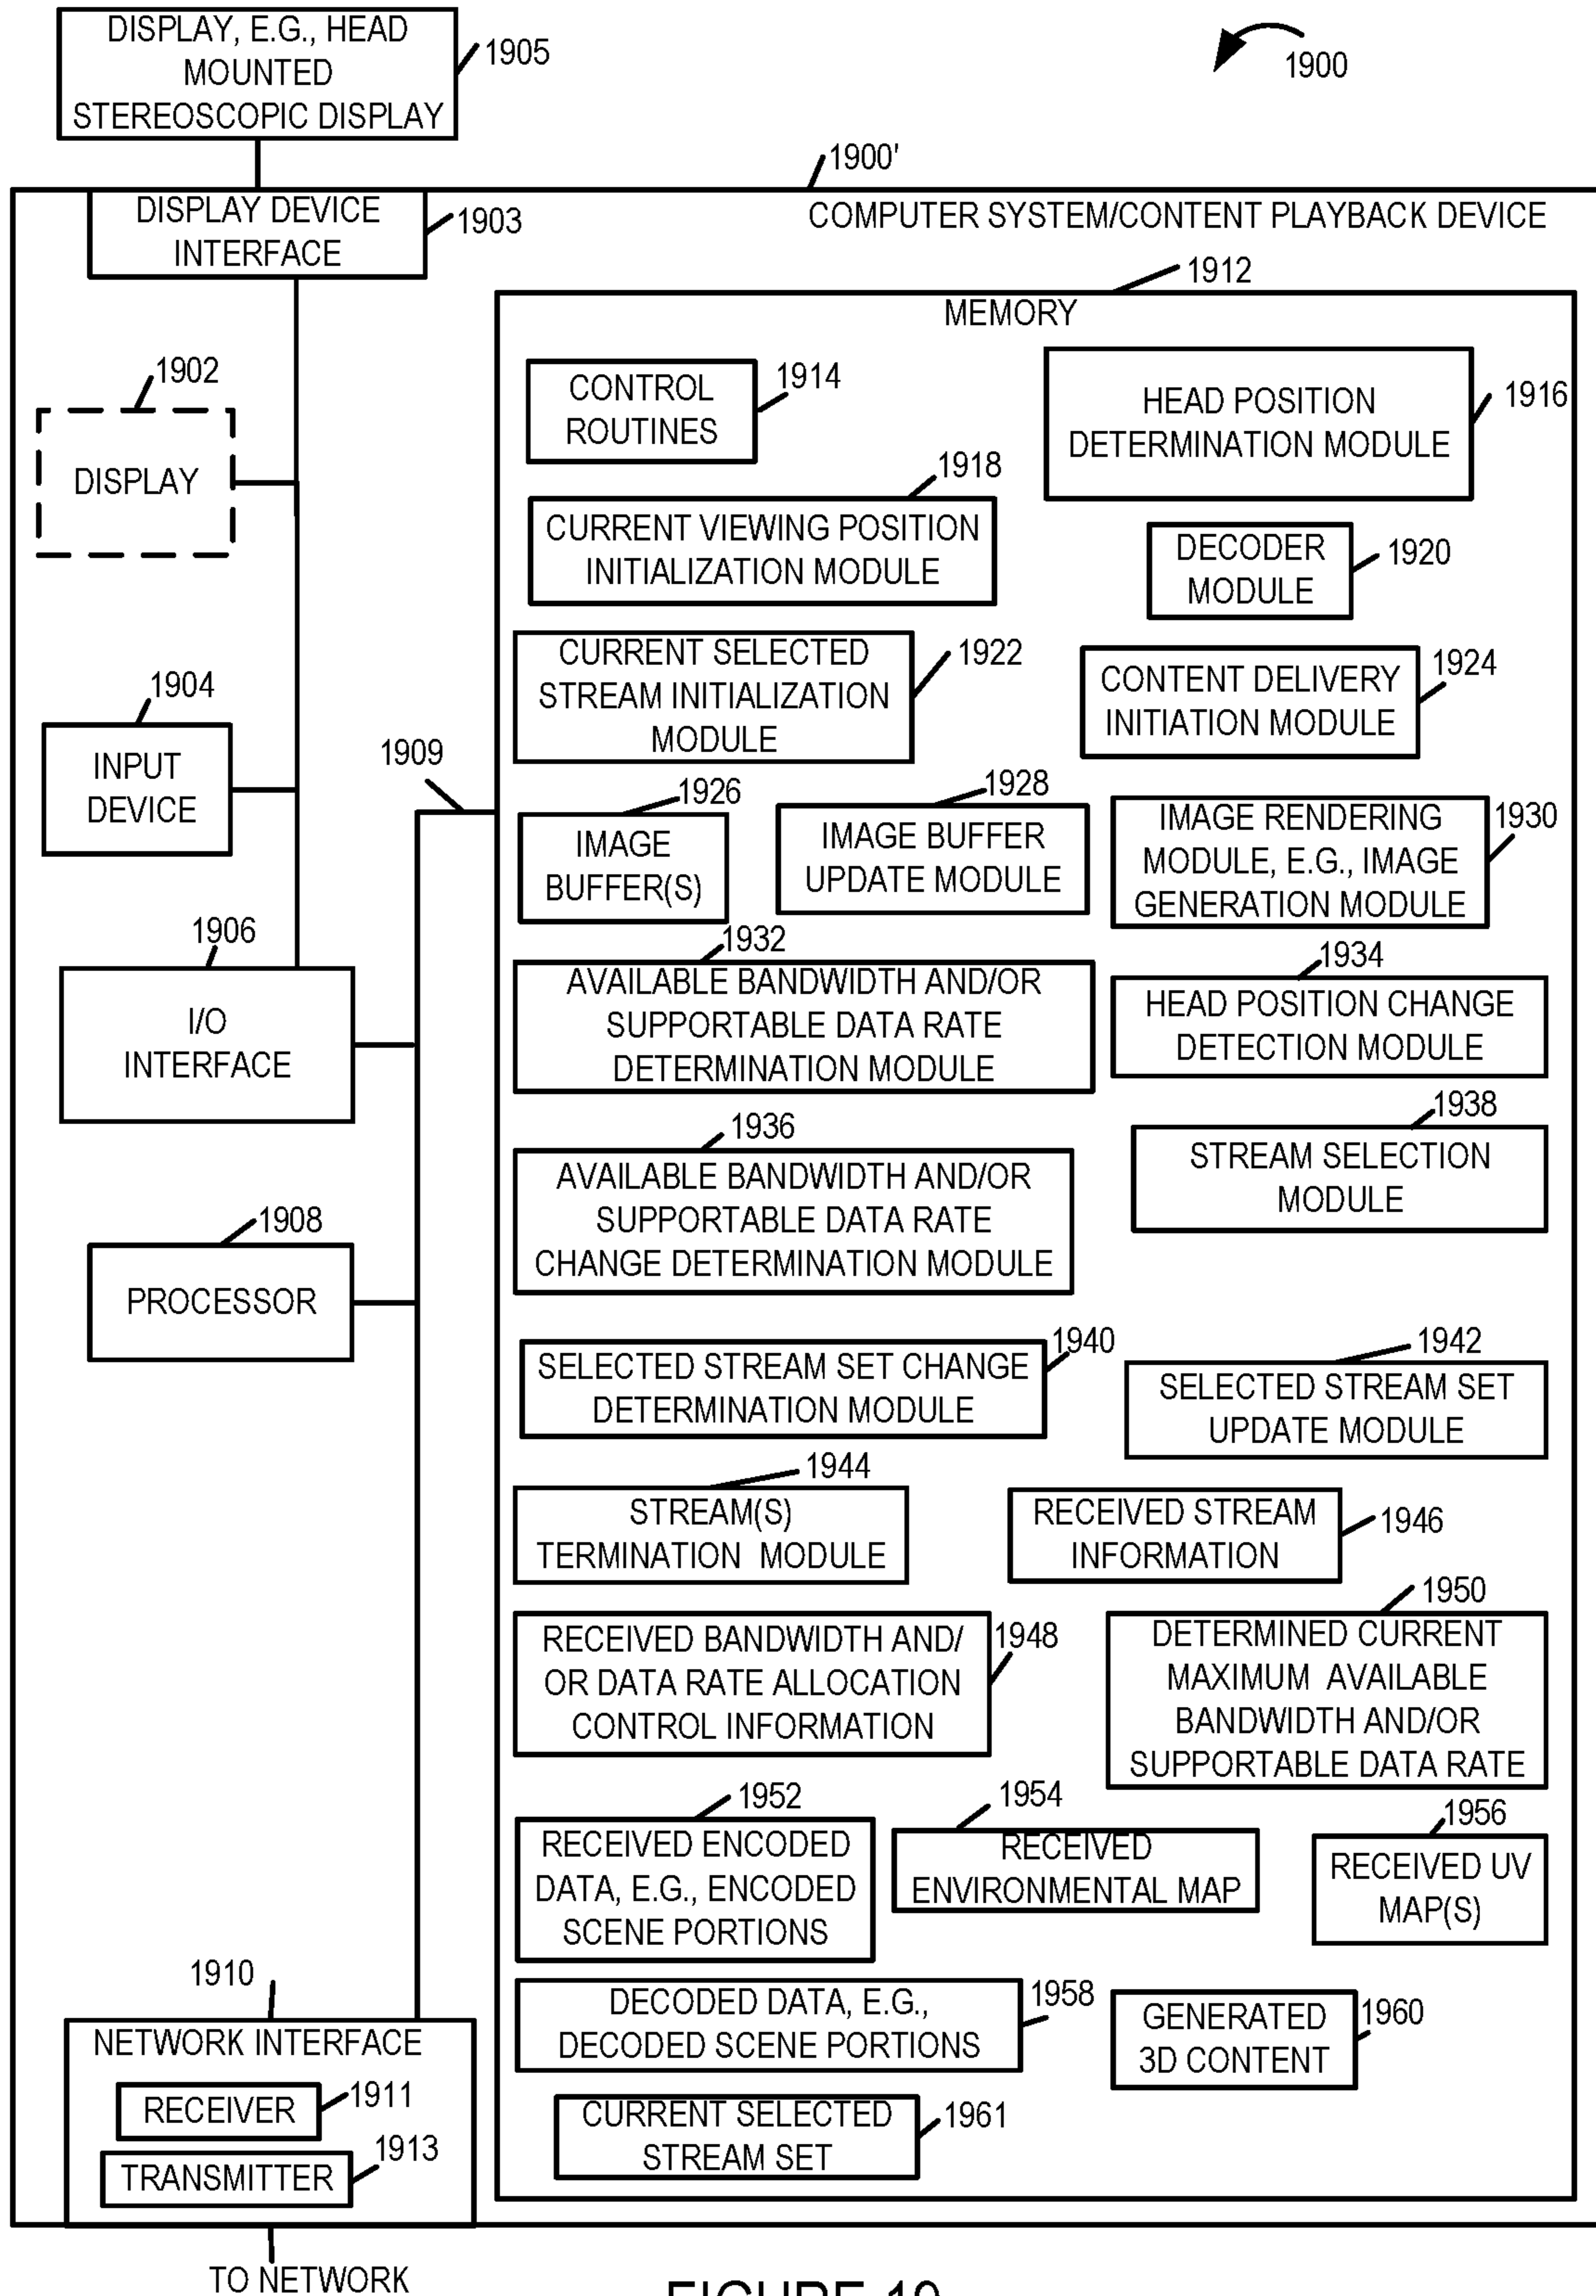 DISPLAY, E.G., HEAD
MOUNTED
STEREOSCOPIC DISPLAY
1905
1900
1900'
DISPLAY DEVICE
INTERFACE
1903
COMPUTER SYSTEM/CONTENT PLAYBACK DEVICE
1912
MEMORY
1902
DISPLAY
CONTROL
ROUTINES
1914
HEAD POSITION
DETERMINATION MODULE
1916
1918
CURRENT VIEWING POSITION
INITIALIZATION MODULE
DECODER
MODULE
1920
CURRENT SELECTED
STREAM INITIALIZATION
MODULE
1922
CONTENT DELIVERY
INITIATION MODULE
1924
1904
INPUT
DEVICE
1909
1926
IMAGE
BUFFER(S)
1928
IMAGE BUFFER
UPDATE MODULE
IMAGE RENDERING
MODULE, E.G., IMAGE
GENERATION MODULE
1930
1906
I/O
INTERFACE
1932
AVAILABLE BANDWIDTH AND/OR
SUPPORTABLE DATA RATE
DETERMINATION MODULE
1934
HEAD POSITION CHANGE
DETECTION MODULE
1936
AVAILABLE BANDWIDTH AND/OR
SUPPORTABLE DATA RATE
CHANGE DETERMINATION MODULE
1938
STREAM SELECTION
MODULE
1908
PROCESSOR
SELECTED STREAM SET CHANGE
DETERMINATION MODULE
1940
1942
SELECTED STREAM SET
UPDATE MODULE
1944
STREAM(S)
TERMINATION MODULE
RECEIVED STREAM
INFORMATION
1946
RECEIVED BANDWIDTH AND/
OR DATA RATE ALLOCATION
CONTROL INFORMATION
1948
1950
DETERMINED CURRENT
MAXIMUM AVAILABLE
BANDWIDTH AND/OR
SUPPORTABLE DATA RATE
1952
RECEIVED ENCODED
DATA, E.G., ENCODED
SCENE PORTIONS
1954
RECEIVED
ENVIRONMENTAL MAP
1956
RECEIVED UV
MAP(S)
DECODED DATA, E.G.,
DECODED SCENE PORTIONS
1958
GENERATED
3D CONTENT
1960
CURRENT SELECTED
STREAM SET
1961
1910
NETWORK INTERFACE
RECEIVER
1911
TRANSMITTER
1913
TO NETWORK
FIGURE 19